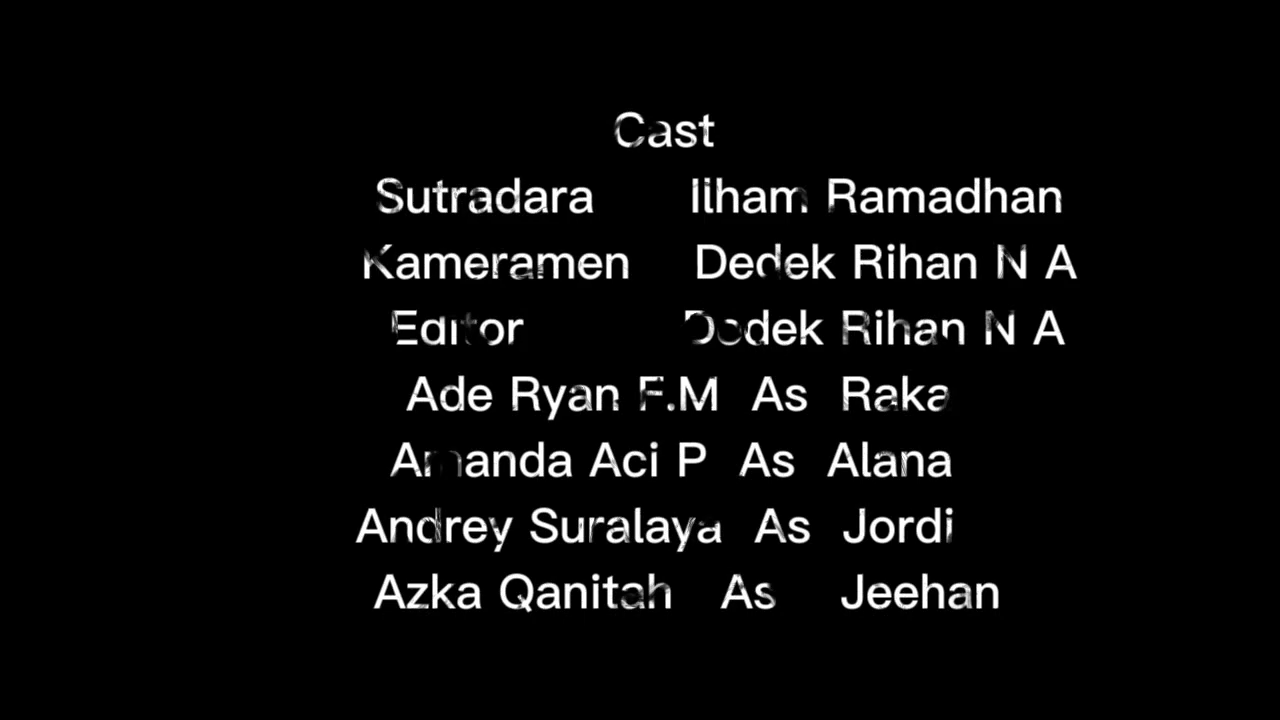 Cast
Sutradara Ilham Ramadhan
Kameramen Dedek Rihan N A
Editor Dedek Rihan N A
Ade Ryan F.M As Raka
Amanda Aci P As Alana
Andrey Suralaya As Jordi
Azka Qanitah As Jeehan